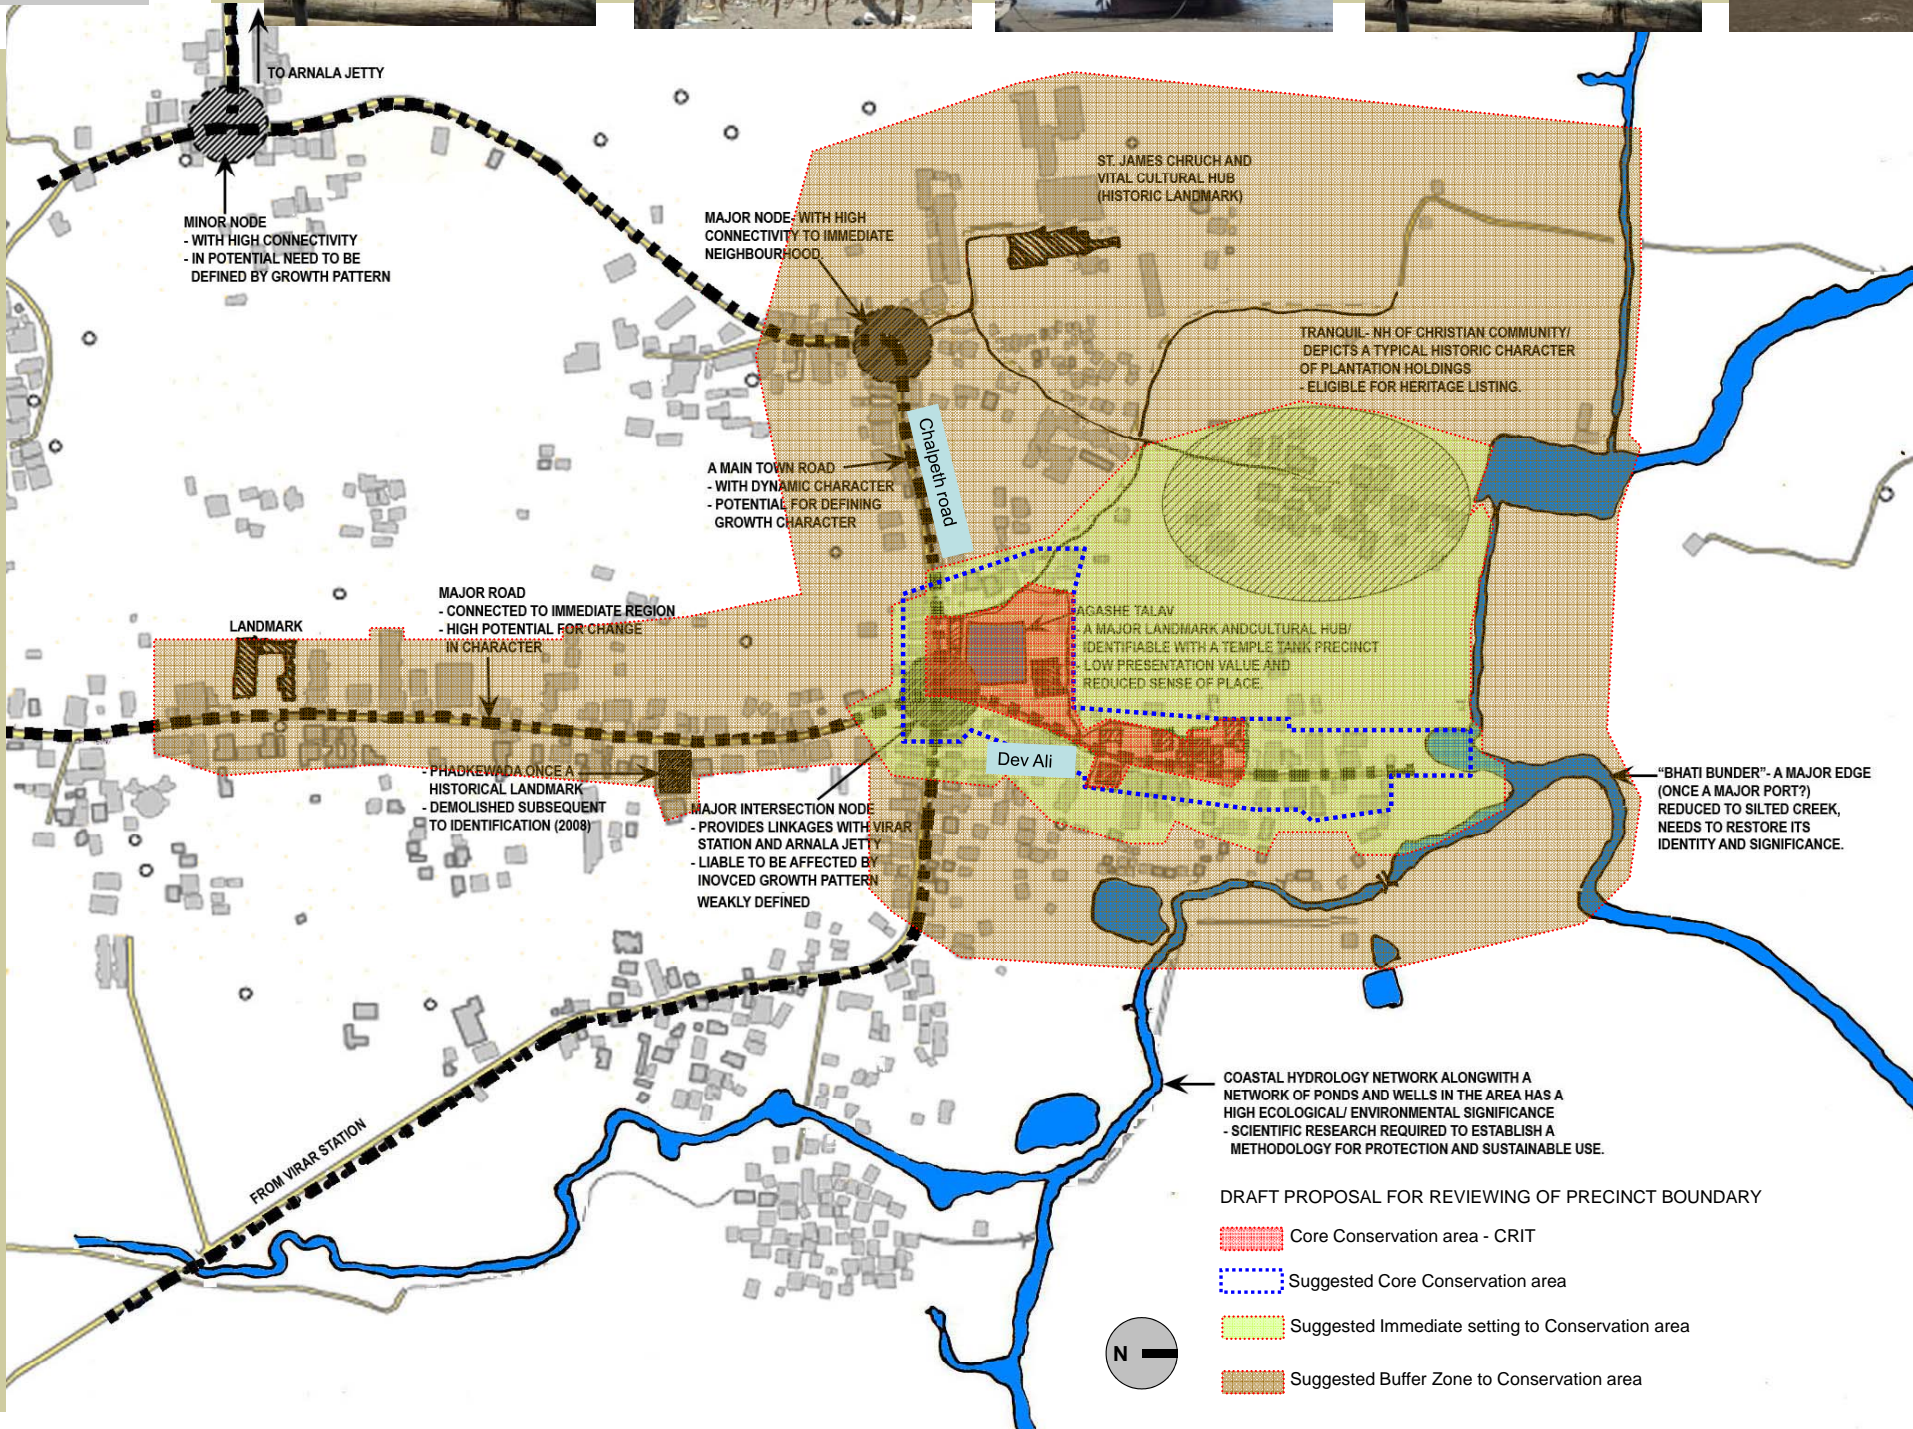 TO ARNALA JETTY
MINOR NODE
- WITH HIGH CONNECTIVITY
- IN POTENTIAL NEED TO BE
DEFINED BY GROWTH PATTERN
MAJOR NODE- WITH HIGH
CONNECTIVITY TO IMMEDIATE
NEIGHBOURHOOD.
ST. JAMES CHRUCH AND
VITAL CULTURAL HUB
(HISTORIC LANDMARK)
TRANQUIL- NH OF CHRISTIAN COMMUNITY/
DEPICTS A TYPICAL HISTORIC CHARACTER
OF PLANTATION HOLDINGS
- ELIGIBLE FOR HERITAGE LISTING.
Chalpeth road
A MAIN TOWN ROAD
- WITH DYNAMIC CHARACTER
- POTENTIAL FOR DEFINING
GROWTH CHARACTER
MAJOR ROAD
- CONNECTED TO IMMEDIATE REGION
- HIGH POTENTIAL FOR CHANGE
IN CHARACTER
LANDMARK
AGASHE TALAV
- A MAJOR LANDMARK ANDCULTURAL HUB/
IDENTIFIABLE WITH A TEMPLE TANK PRECINCT
- LOW PRESENTATION VALUE AND
REDUCED SENSE OF PLACE.
Dev Ali
- PHADKEWADA ONCE A
HISTORICAL LANDMARK
- DEMOLISHED SUBSEQUENT
TO IDENTIFICATION (2008)
MAJOR INTERSECTION NODE
- PROVIDES LINKAGES WITH VIRAR
STATION AND ARNALA JETTY
- LIABLE TO BE AFFECTED BY
INOVCED GROWTH PATTERN
WEAKLY DEFINED
"BHATI BUNDER"- A MAJOR EDGE
(ONCE A MAJOR PORT?)
REDUCED TO SILTED CREEK,
NEEDS TO RESTORE ITS
IDENTITY AND SIGNIFICANCE.
FROM VIRAR STATION
COASTAL HYDROLOGY NETWORK ALONGWITH A
NETWORK OF PONDS AND WELLS IN THE AREA HAS A
HIGH ECOLOGICAL/ ENVIRONMENTAL SIGNIFICANCE
- SCIENTIFIC RESEARCH REQUIRED TO ESTABLISH A
METHODOLOGY FOR PROTECTION AND SUSTAINABLE USE.
DRAFT PROPOSAL FOR REVIEWING OF PRECINCT BOUNDARY
Core Conservation area - CRIT
Suggested Core Conservation area
Suggested Immediate setting to Conservation area
Suggested Buffer Zone to Conservation area
N